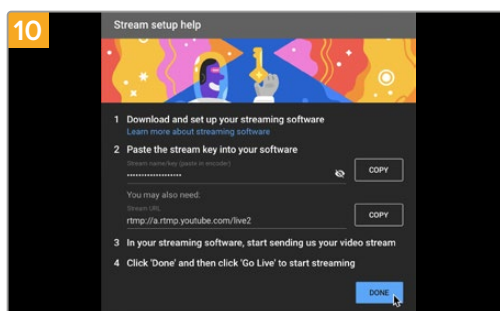 10
Stream setup help
1 Download and set up your streaming software
Learn more about streaming software
2 Paste the stream key into your software
Stream name/key (paste in encoder)
COPY
You may also need:
Stream URL
rtmp://a.rtmp.youtube.com/live2
COPY
3 In your streaming software, start sending us your video stream
4 Click 'Done' and then click 'Go Live' to start streaming
DONE